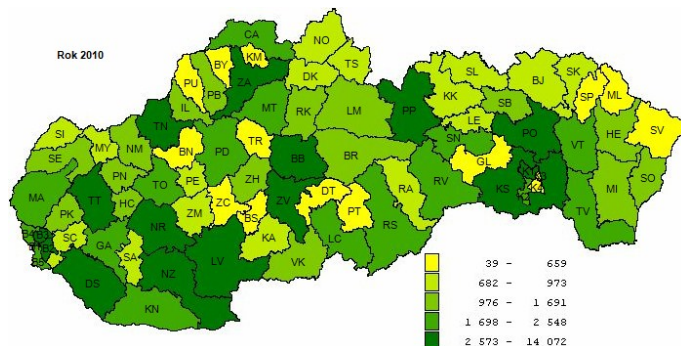 CA
NO
Rok 2010
BY
KM
TS
PU
ZA
DK
SL
SK
BJ
PB
KK
SP
ML
IL
MT
RK
LM
PP
SB
SV
TN
LE
PO
HE
SI
MY
NM
BN
PD
TR
BB
SN
VT
SE
BR
GL
PN
PE
ZH
RA
RV
KS
MI
SO
MA
TT
HC
TO
ZC
DT
PK
ZM
BS
ZV
PT
TV
SC
NR
KA
RS
GA
SA
LC
LV
VK
DS
NZ
KN
39 - 659
682 - 973
976 - 1 691
1 698 - 2 548
2 573 - 14 072